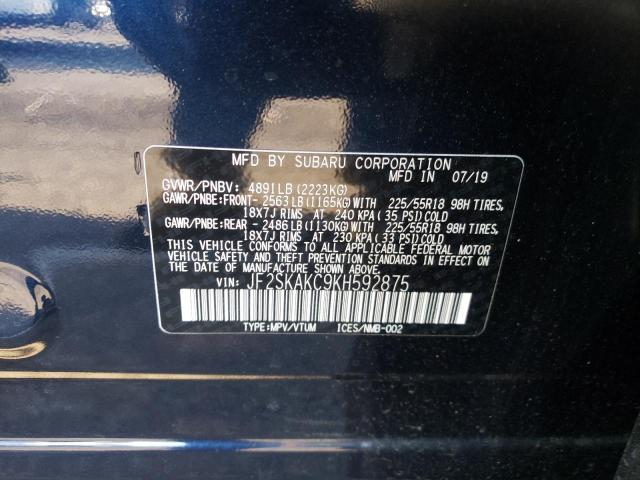 MFD BY SUBARU CORPORATION
MFD IN 07/19
GVWR/PNBV: 4891LB(2223KG)
GAWR/PNBE:FRONT- 2563LB(1165KG)WITH 225/55R18 98H TIRES,
18X7J RIMS AT 240 KPA(35 PSI)COLD
GAWR/PNBE:REAR - 2486LB(1130KG)WITH 225/55R18 98H TIRES,
18X7J RIMS AT 230 KPA(33 PSI)COLD
THIS VEHICLE CONFORMS TO ALL APPLICABLE FEDERAL MOTOR
VEHICLE SAFETY AND THEFT PREVENTION STANDARDS IN EFFECT
ON THE DATE OF MANUFACTURE SHOWN ABOVE.
VIN: JF2SKAKC9KH592875
TYPE:MPV/VTUM ICES/NMB-002